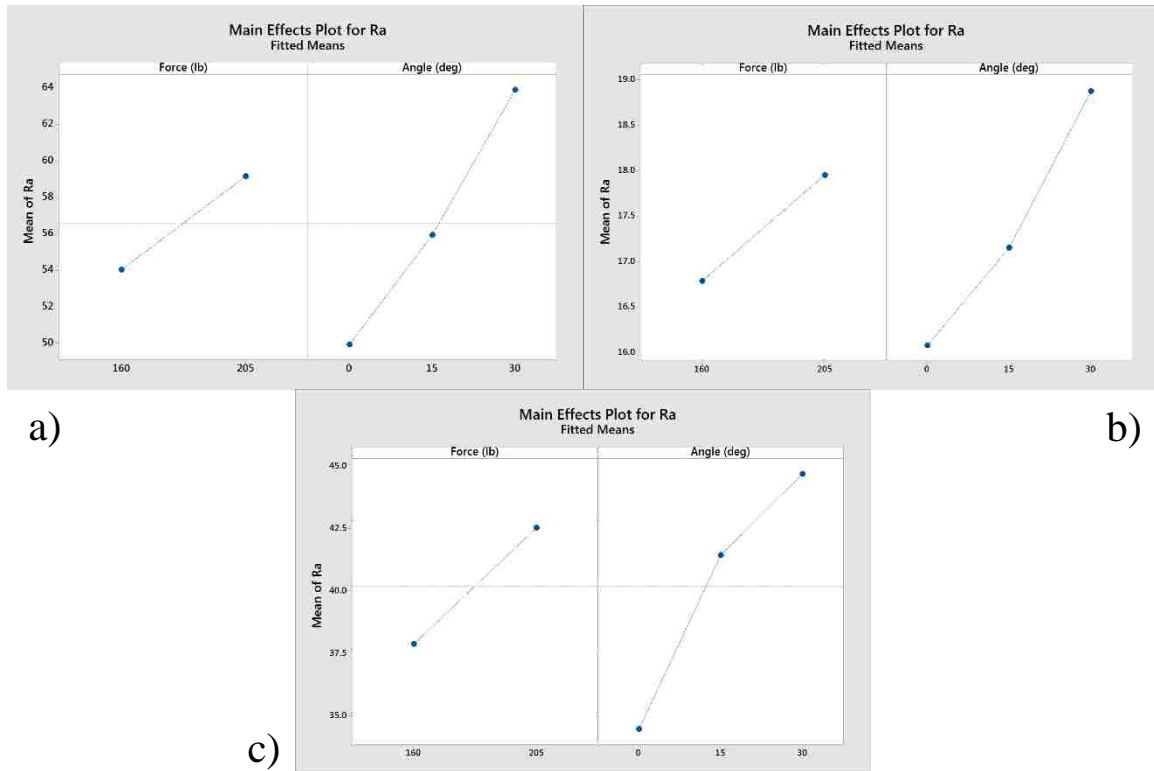 Main Effects Plot for Ra
Fitted Means
Force (lb) Angle (deg)
Mean of Ra
64
62
60
58
56
54
52
50
160 205 0 15 30
a)
Main Effects Plot for Ra
Fitted Means
Force (lb) Angle (deg)
Mean of Ra
19.0
18.5
18.0
17.5
17.0
16.5
16.0
160 205 0 15 30
b)
Main Effects Plot for Ra
Fitted Means
Force (lb) Angle (deg)
Mean of Ra
45.0
42.5
40.0
37.5
35.0
160 205 0 15 30
c)